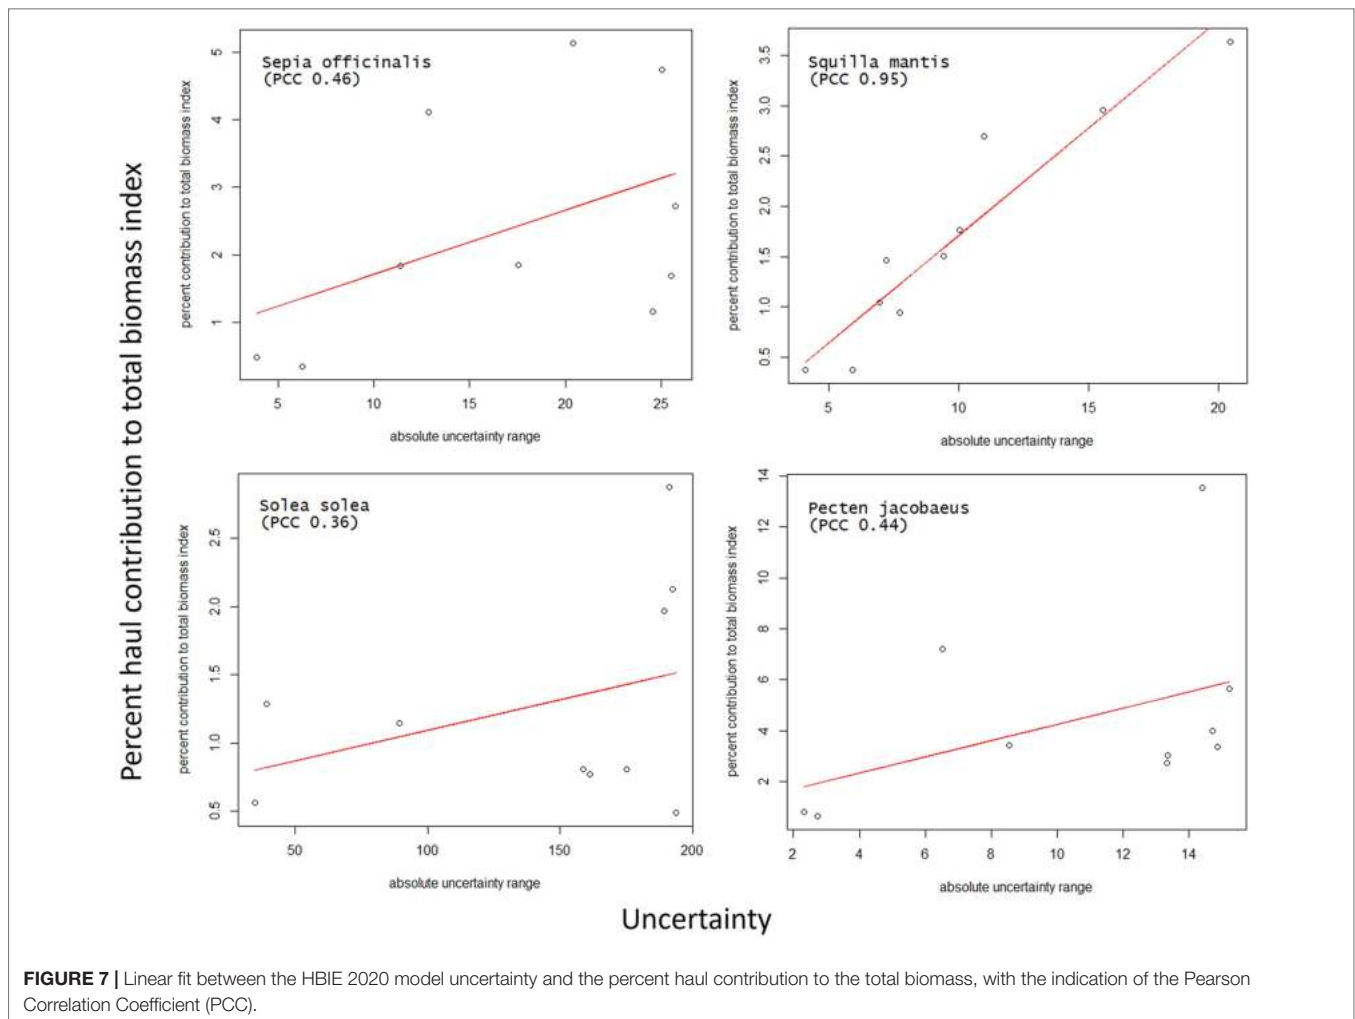 Percent haul contribution to total biomass index
percent contribution to total biomass index
Sepia officinalis
(PCC 0.46)
5
4
3
2
1
5 10 15 20 25
absolute uncertainty range
percent contribution to total biomass index
Squilla mantis
(PCC 0.95)
3.5
3.0
2.5
2.0
1.5
1.0
0.5
5 10 15 20
absolute uncertainty range
percent contribution to total biomass index
Solea solea
(PCC 0.36)
2.5
2.0
1.5
1.0
0.5
50 100 150 200
absolute uncertainty range
percent contribution to total biomass index
Pecten jacobaeus
(PCC 0.44)
14
12
10
8
6
4
2
2 4 6 8 10 12 14
absolute uncertainty range
Uncertainty
FIGURE 7 | Linear fit between the HBIE 2020 model uncertainty and the percent haul contribution to the total biomass, with the indication of the Pearson
Correlation Coefficient (PCC).